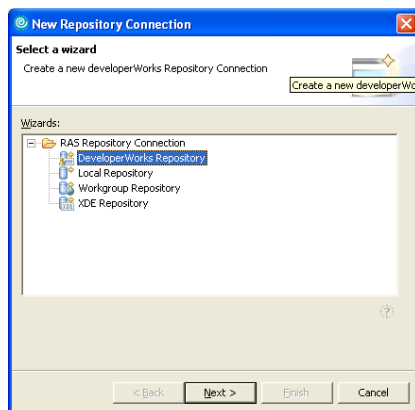 New Repository Connection
Select a wizard
Create a new developerWorks Repository Connection
Create a new developerWo
Wizards:
RAS Repository Connection
DeveloperWorks Repository
Local Repository
Workgroup Repository
XDE Repository
< Back Next > Finish Cancel